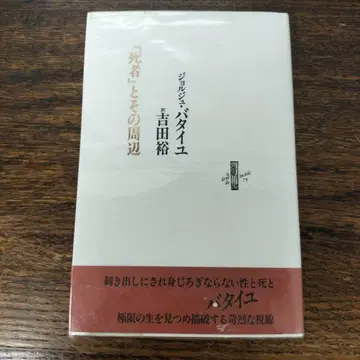 ジョルジュ・バタイユ
訳 吉田裕
「死者」とその周辺
剝き出しにされ身じろぎならない性と死と
バタイユ
極限の生を見つめ描破する苛烈な視線